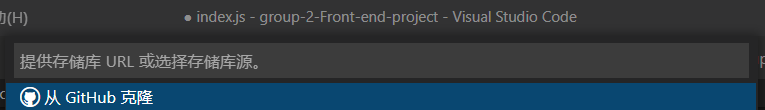 (H)
● index.js - group-2-Front-end-project - Visual Studio Code
提供存储库 URL 或选择存储库源。
从 GitHub 克隆